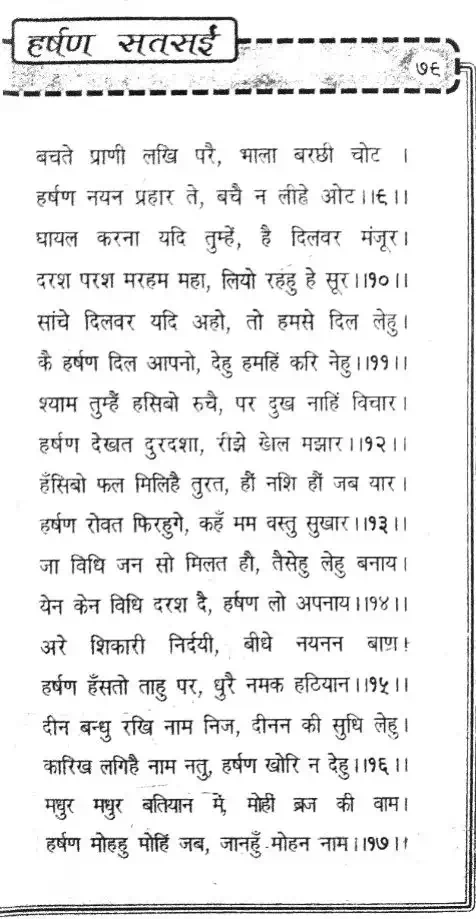 हर्षण सतसई
७९
बचते प्राणी लखि परै, भाला बरछी चोट ।
हर्षण नयन प्रहार ते, बचै न लीहे ओट ।।९।।
घायल करना यदि तुम्हें, है दिलवर मंजूर।
दरश परश मरहम महा, लियो रहंहु हे सूर।।१०।।
सांचे दिलवर यदि अहो, तो हमसे दिल लेहु।
कै हर्षण दिल आपनो, देहु हमहिं करि नेहु।।११।।
श्याम तुम्हैं हसिबो रुचै, पर दुख नाहिं विचार।
हर्षण देखत दुरदशा, रीझे खेल मझार।।१२।।
हँसिबो फल मिलिहै तुरत, हौं नशि हौं जब यार।
हर्षण रोवत फिरहुगे, कहँ मम वस्तु सुखार।।१३।।
जा विधि जन सो मिलत हौ, तैसेहु लेहु बनाय।
येन केन विधि दरश दै, हर्षण लो अपनाय।।१४।।
अरे शिकारी निर्दयी, बीधे नयनन बाण।
हर्षण हँसतो ताहु पर, धुरै नमक हटियान।।१५।।
दीन बन्धु रखि नाम निज, दीनन की सुधि लेहु।
कारिख लगिहै नाम नतु, हर्षण खोरि न देहु।।१६।।
मधुर मधुर बतियान में, मोही ब्रज की वाम।
हर्षण मोहहु मोहिं जब, जानहुँ मोहन नाम।।१७।।